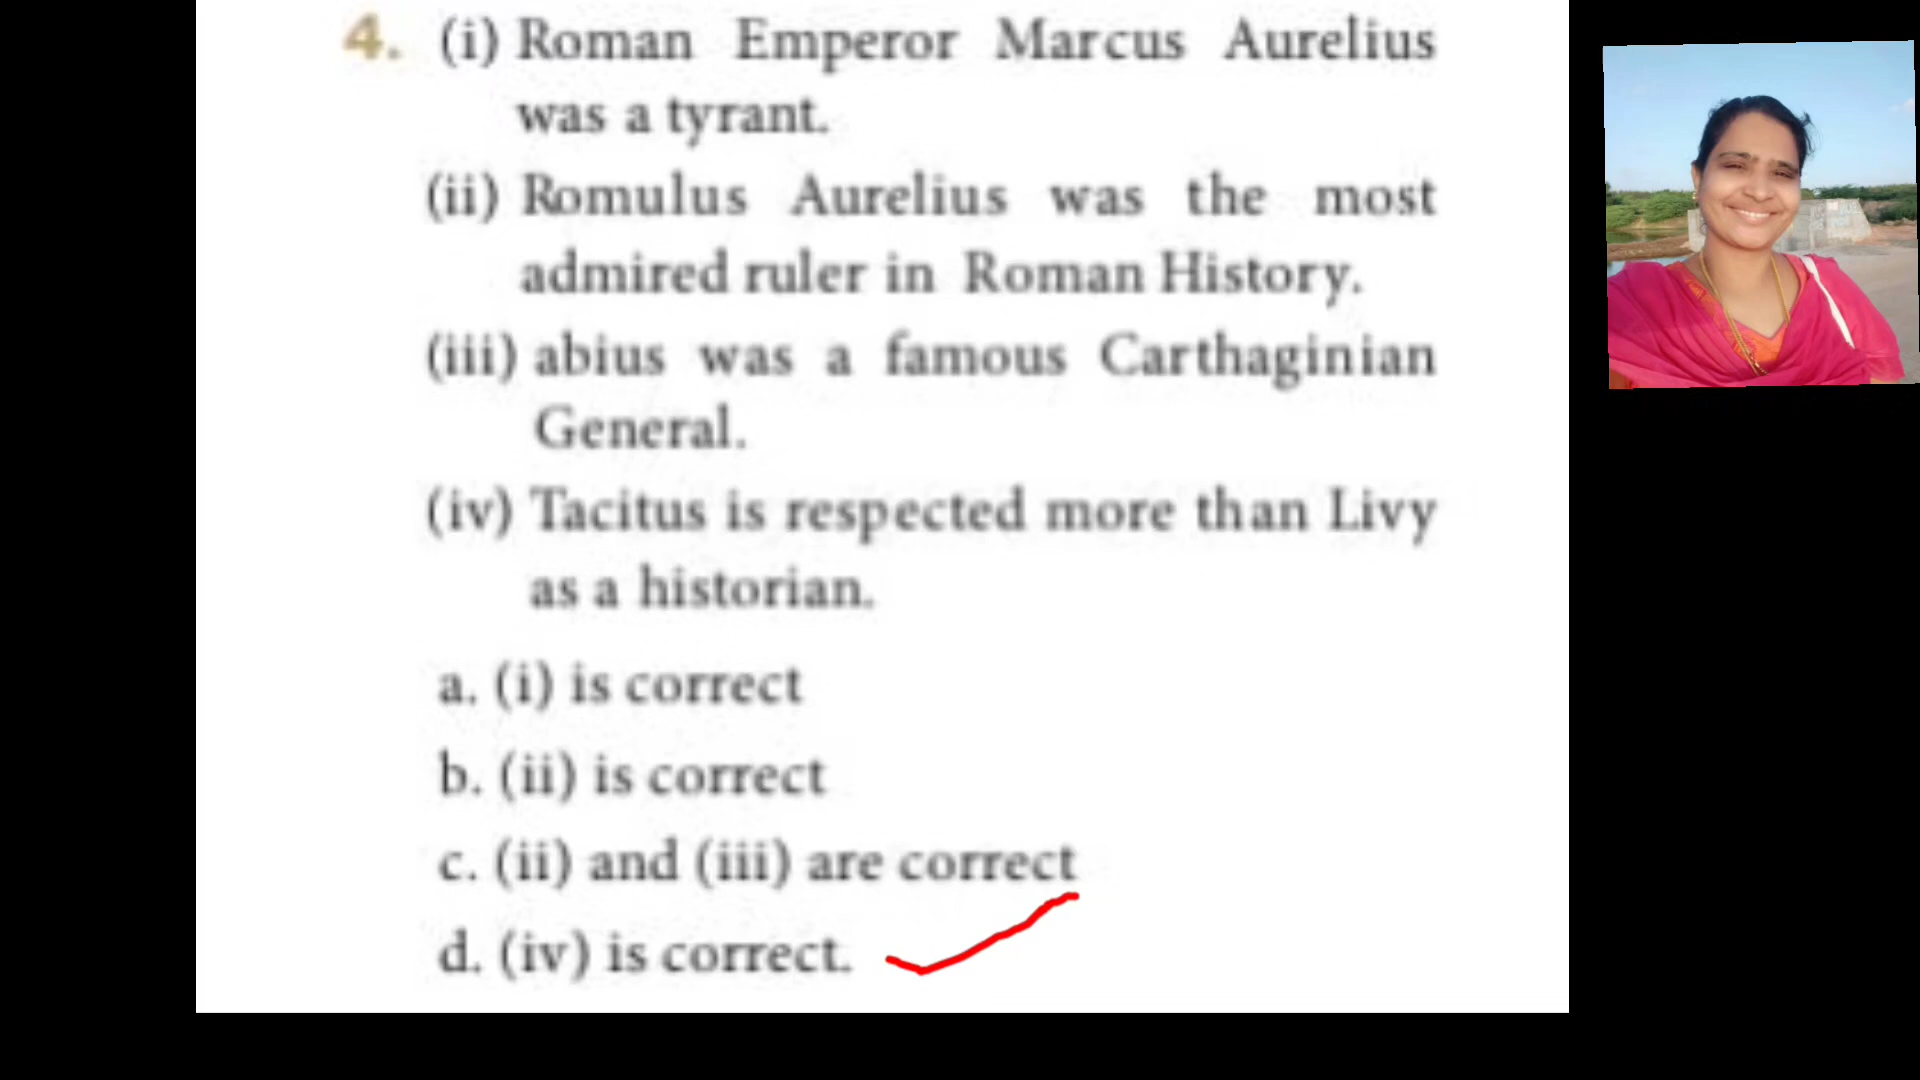 4. (i) Roman Emperor Marcus Aurelius
was a tyrant.
(ii) Romulus Aurelius was the most
admired ruler in Roman History.
(iii) abius was a famous Carthaginian
General.
(iv) Tacitus is respected more than Livy
as a historian.
a. (i) is correct
b. (ii) is correct
c. (ii) and (iii) are correct
d. (iv) is correct.